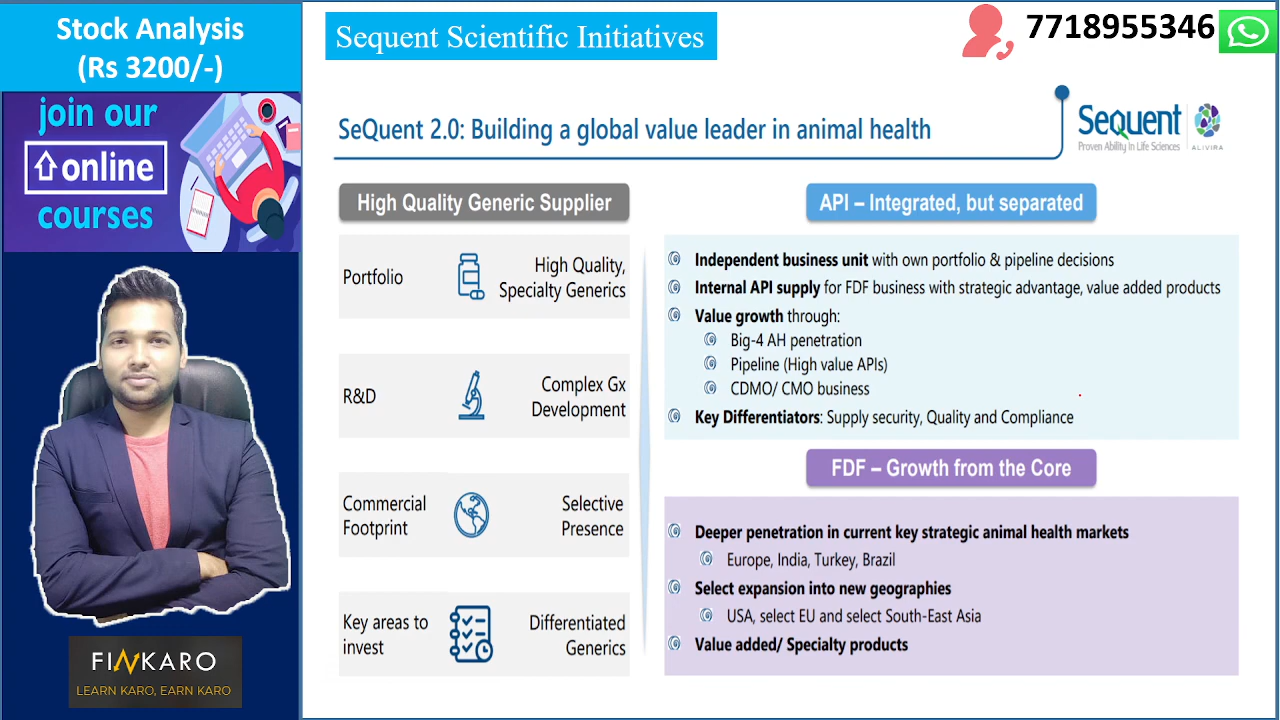 Stock Analysis
(Rs 3200/-)
join our
online
courses
FINKARO
LEARN KARO, EARN KARO
Sequent Scientific Initiatives
7718955346
SeQuent 2.0: Building a global value leader in animal health
SeQuent
Proven Ability In Life Sciences
ALIVIRA
High Quality Generic Supplier
Portfolio
High Quality,
Specialty Generics
R&D
Complex Gx
Development
Commercial
Footprint
Selective
Presence
Key areas to
invest
Differentiated
Generics
API – Integrated, but separated
Independent business unit with own portfolio & pipeline decisions
Internal API supply for FDF business with strategic advantage, value added products
Value growth through:
Big-4 AH penetration
Pipeline (High value APIs)
CDMO/ CMO business
Key Differentiators: Supply security, Quality and Compliance
FDF – Growth from the Core
Deeper penetration in current key strategic animal health markets
Europe, India, Turkey, Brazil
Select expansion into new geographies
USA, select EU and select South-East Asia
Value added/ Specialty products